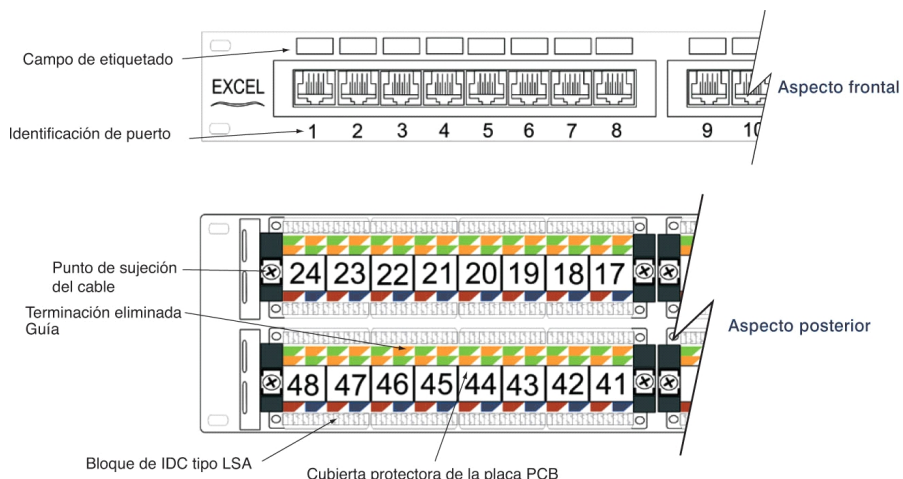 Campo de etiquetado
EXCEL
Aspecto frontal
Identificación de puerto
1 2 3 4 5 6 7 8 9 10
24 23 22 21 20 19 18 17
Punto de sujeción
del cable
Terminación eliminada
Guía
Aspecto posterior
48 47 46 45 44 43 42 41
Bloque de IDC tipo LSA
Cubierta protectora de la placa PCB